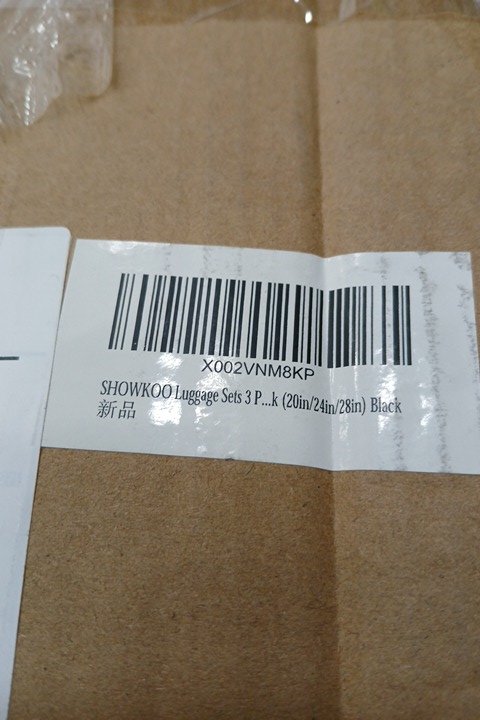 X002VNM8KP
SHOWKOO Luggage Sets 3 P...k (20in/24in/28in) Black
新品